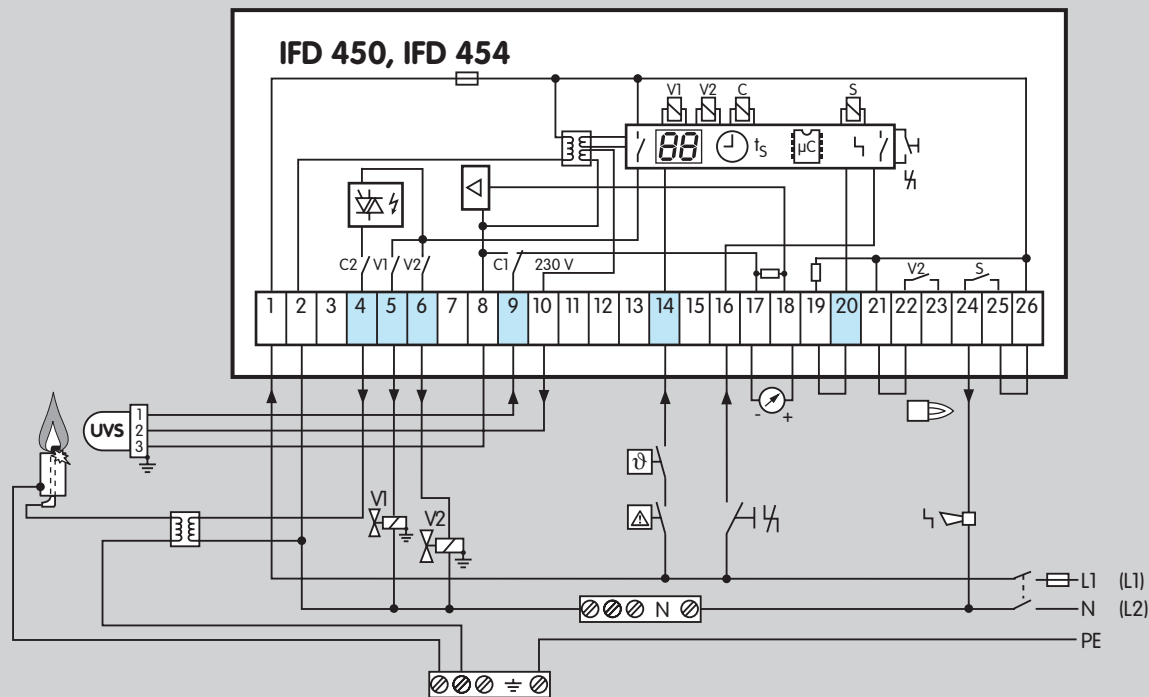 IFD 450, IFD 454
V1 V2 C S
88 tS µC
C2 V1 V2 C1 230 V V2 S
1 2 3 4 5 6 7 8 9 10 11 12 13 14 15 16 17 18 19 20 21 22 23 24 25 26
UVS 1
2
3
- +
ϑ
V1
V2
L1 (L1)
N
N (L2)
PE